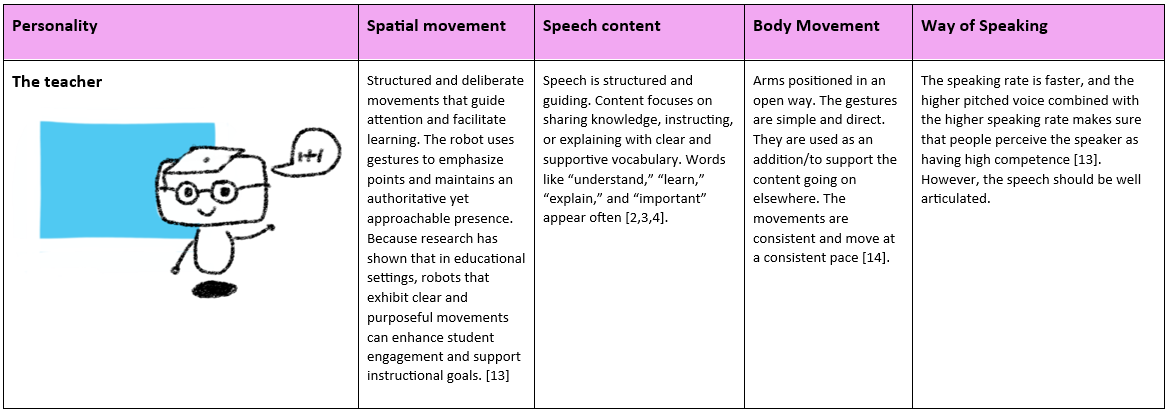 Personality
Spatial movement
Speech content
Body Movement
Way of Speaking
The teacher
1+1
Structured and deliberate
movements that guide
attention and facilitate
learning. The robot uses
gestures to emphasize
points and maintains an
authoritative yet
approachable presence.
Because research has
shown that in educational
settings, robots that
exhibit clear and
purposeful movements
can enhance student
engagement and support
instructional goals. [13]
Speech is structured and
guiding. Content focuses on
sharing knowledge, instructing,
or explaining with clear and
supportive vocabulary. Words
like “understand,” “learn,”
“explain,” and “important”
appear often [2,3,4].
Arms positioned in an
open way. The gestures
are simple and direct.
They are used as an
addition/to support the
content going on
elsewhere. The
movements are
consistent and move at
a consistent pace [14].
The speaking rate is faster, and the
higher pitched voice combined with
the higher speaking rate makes sure
that people perceive the speaker as
having high competence [13].
However, the speech should be well
articulated.